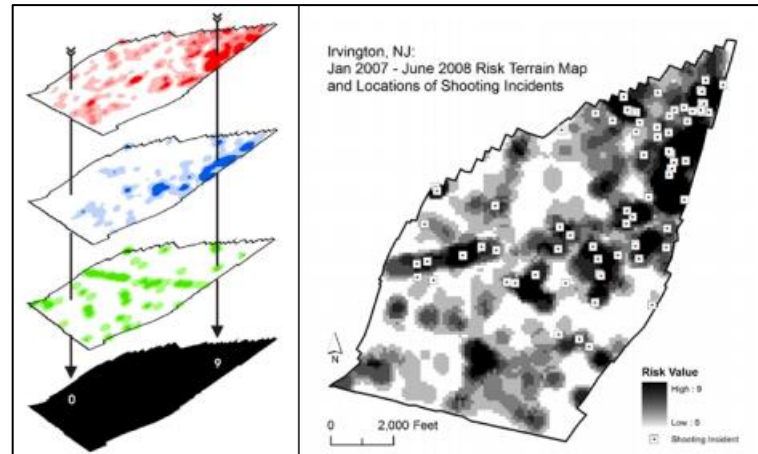 0
9
Irvington, NJ:
Jan 2007 - June 2008 Risk Terrain Map
and Locations of Shooting Incidents
N
0 2,000 Feet
Risk Value
High : 9
Low : 0
Shooting Incident